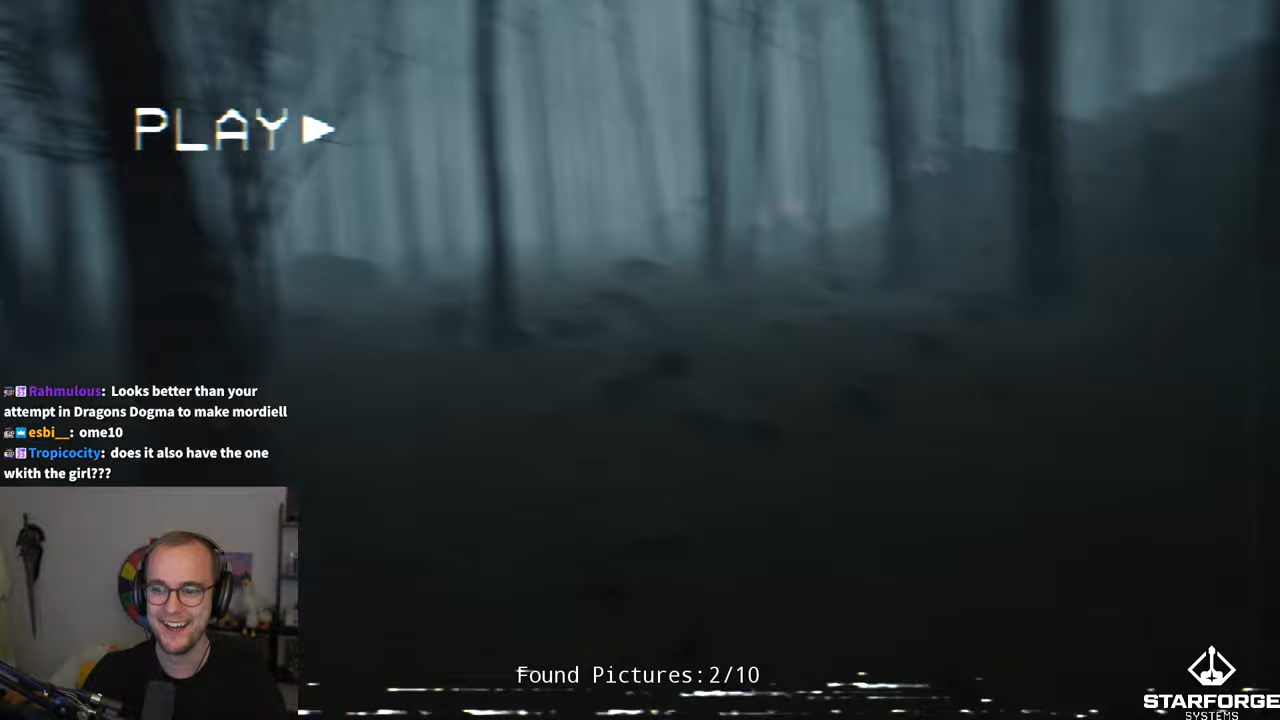 PLAY
Rahmulous: Looks better than your
attempt in Dragons Dogma to make mordiell
esbi__: ome10
Tropicocity: does it also have the one
wkith the girl???
Found Pictures:2/10
STARFORGE
SYSTEMS